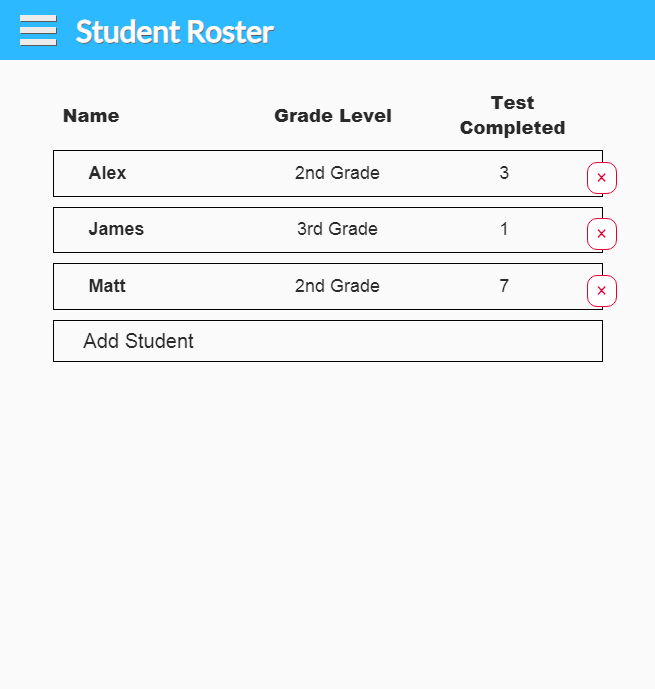 Student Roster
Name Grade Level Test Completed
Alex 2nd Grade 3 ×
James 3rd Grade 1 ×
Matt 2nd Grade 7 ×
Add Student